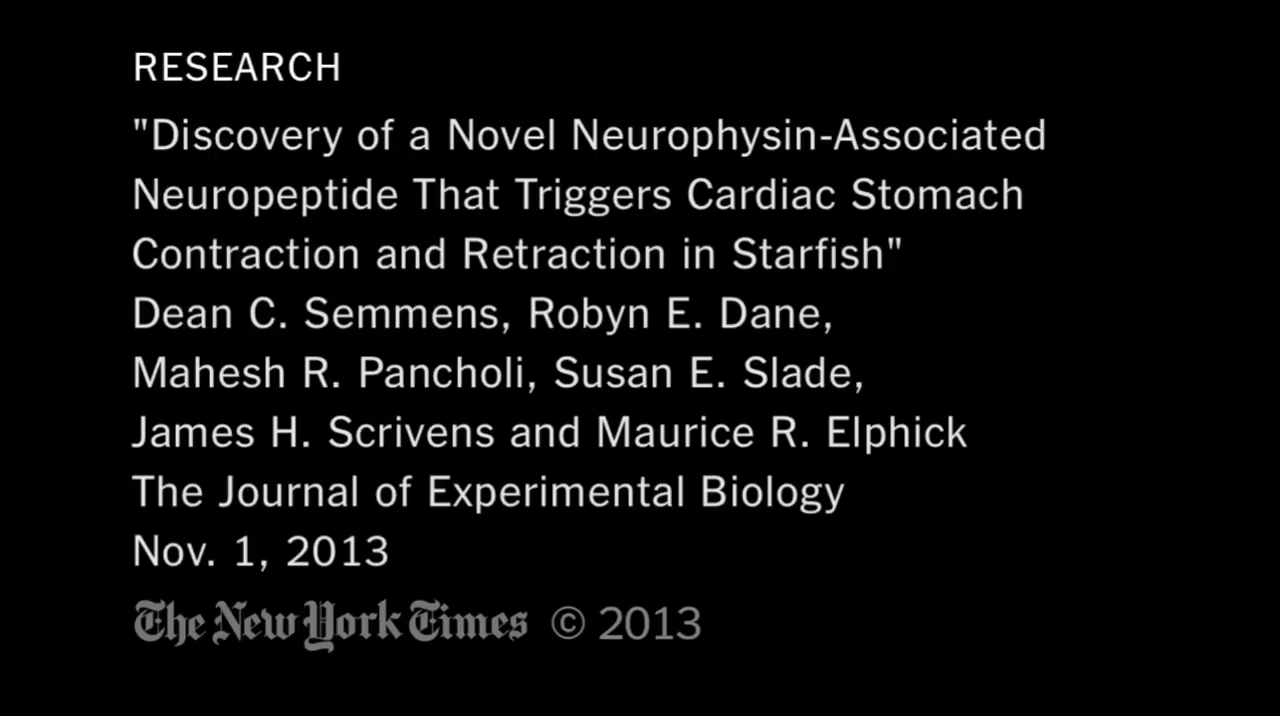 RESEARCH
"Discovery of a Novel Neurophysin-Associated
Neuropeptide That Triggers Cardiac Stomach
Contraction and Retraction in Starfish"
Dean C. Semmens, Robyn E. Dane,
Mahesh R. Pancholi, Susan E. Slade,
James H. Scrivens and Maurice R. Elphick
The Journal of Experimental Biology
Nov. 1, 2013
The New York Times © 2013